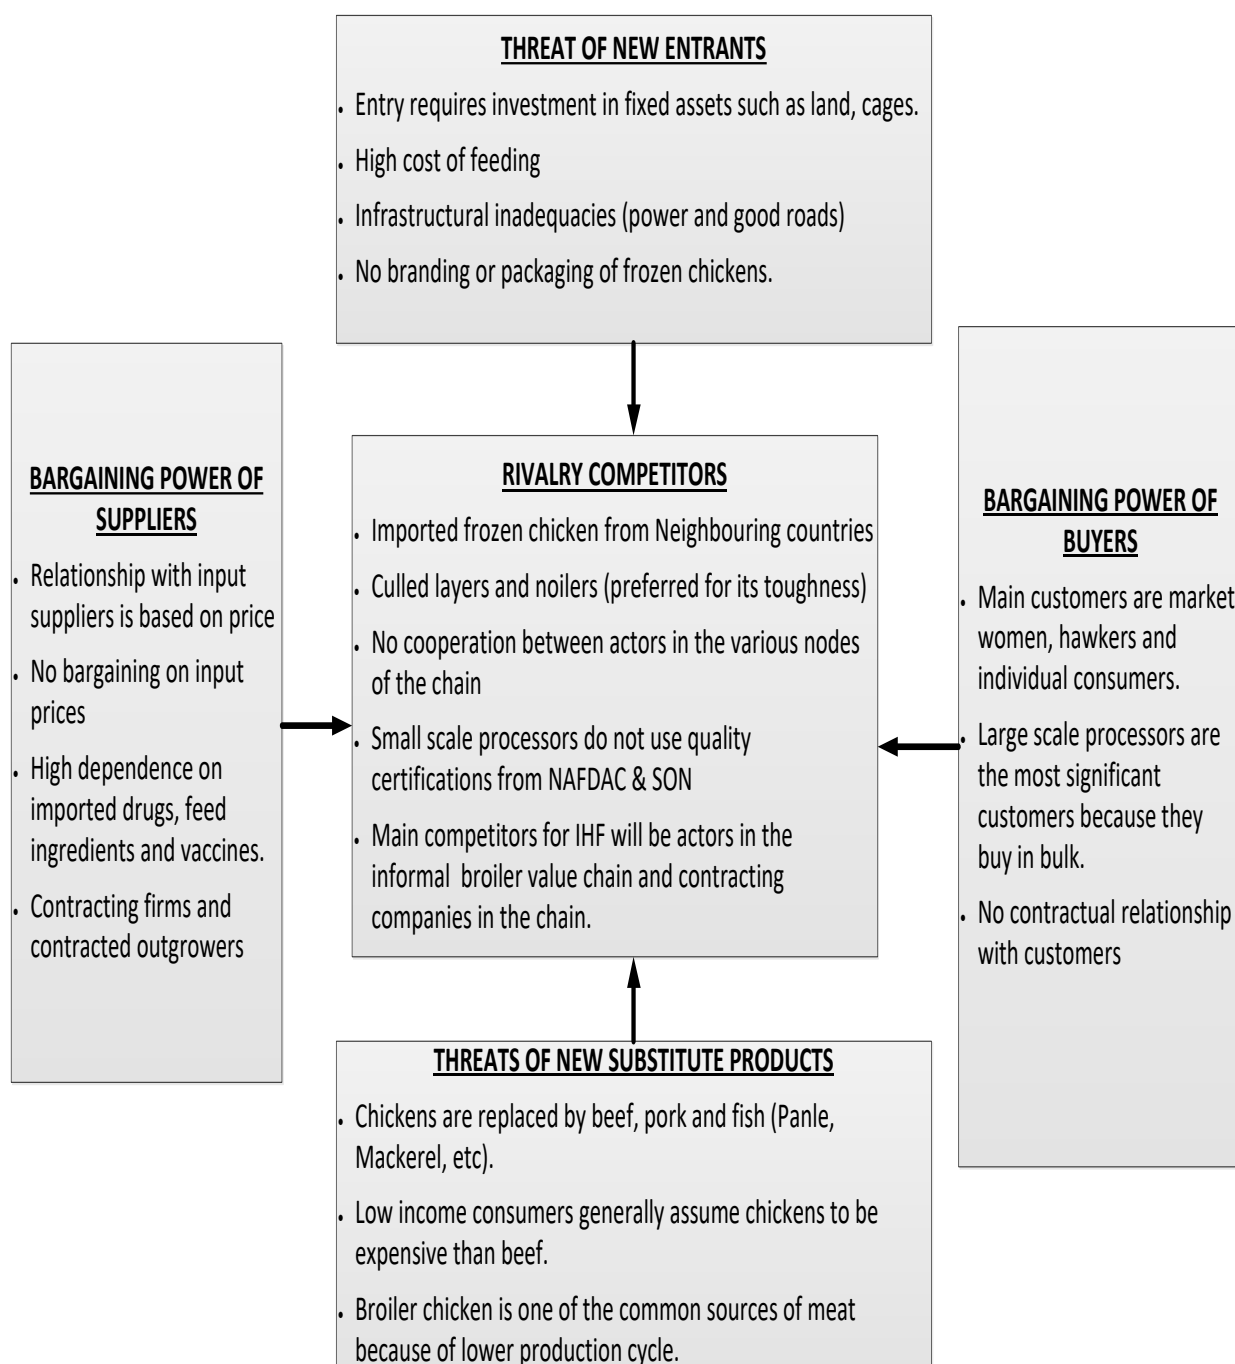 THREAT OF NEW ENTRANTS
• Entry requires investment in fixed assets such as land, cages.
• High cost of feeding
• Infrastructural inadequacies (power and good roads)
• No branding or packaging of frozen chickens.
BARGAINING POWER OF
SUPPLIERS
• Relationship with input
suppliers is based on price
• No bargaining on input
prices
• High dependence on
imported drugs, feed
ingredients and vaccines.
• Contracting firms and
contracted outgrowers
RIVALRY COMPETITORS
• Imported frozen chicken from Neighbouring countries
• Culled layers and noilers (preferred for its toughness)
• No cooperation between actors in the various nodes
of the chain
• Small scale processors do not use quality
certifications from NAFDAC & SON
• Main competitors for IHF will be actors in the
informal broiler value chain and contracting
companies in the chain.
BARGAINING POWER OF
BUYERS
• Main customers are market
women, hawkers and
individual consumers.
• Large scale processors are
the most significant
customers because they
buy in bulk.
• No contractual relationship
with customers
THREATS OF NEW SUBSTITUTE PRODUCTS
• Chickens are replaced by beef, pork and fish (Panle,
Mackerel, etc).
• Low income consumers generally assume chickens to be
expensive than beef.
• Broiler chicken is one of the common sources of meat
because of lower production cycle.